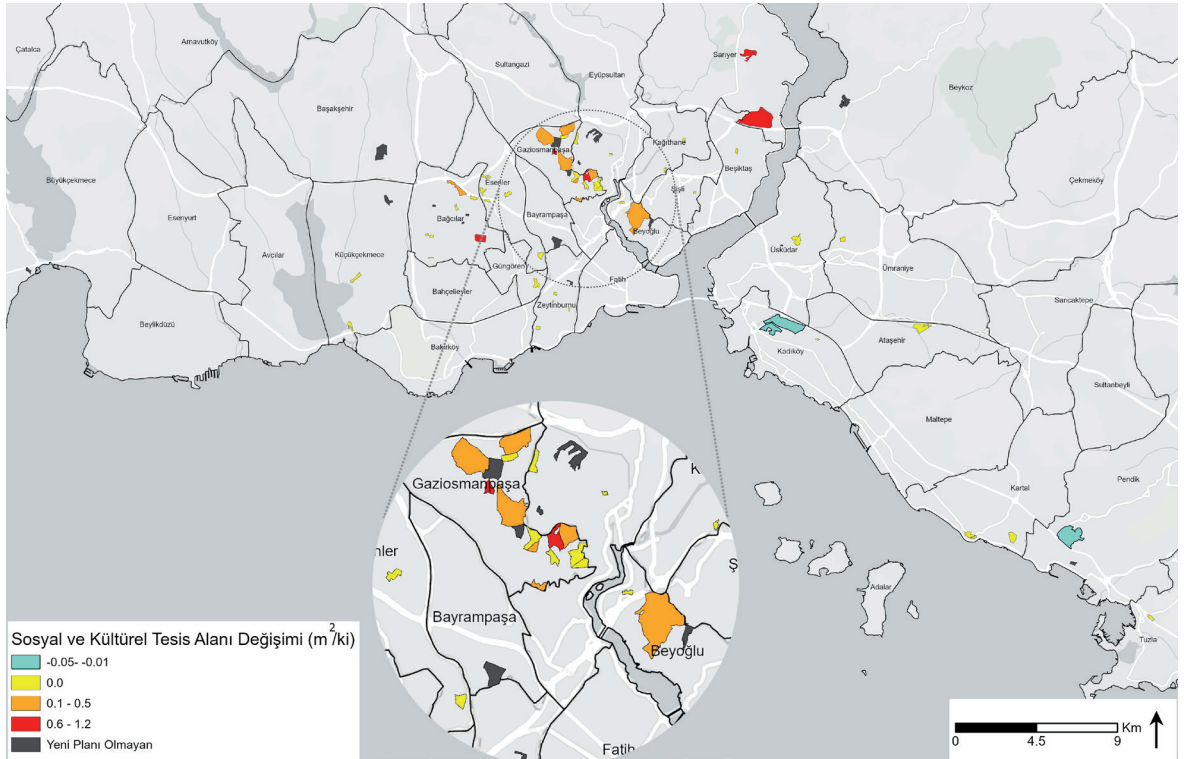 Çatalca
Arnavutköy
Sultangazi
Eyüpsultan
Sarıyer
Beykoz
Başakşehir
Gaziosmanpaşa
Kağıthane
Beşiktaş
Çekmeköy
Büyükçekmece
Esenyurt
Esenler
Şişli
Bağcılar
Bayrampaşa
Beyoğlu
Avcılar
Küçükçekmece
Üsküdar
Ümraniye
Güngören
Fatih
Bahçelievler
Zeytinburnu
Sancaktepe
Beylikdüzü
Bakırköy
Kadıköy
Ataşehir
Sultanbeyli
Maltepe
Kartal
Pendik
Adalar
Tuzla
Gaziosmanpaşa
K
nler
Ş
Bayrampaşa
Beyoğlu
Fatih
Sosyal ve Kültürel Tesis Alanı Değişimi (m²/ki)
-0.05- -0.01
0.0
0.1 - 0.5
0.6 - 1.2
Yeni Planı Olmayan
Km
0 4.5 9